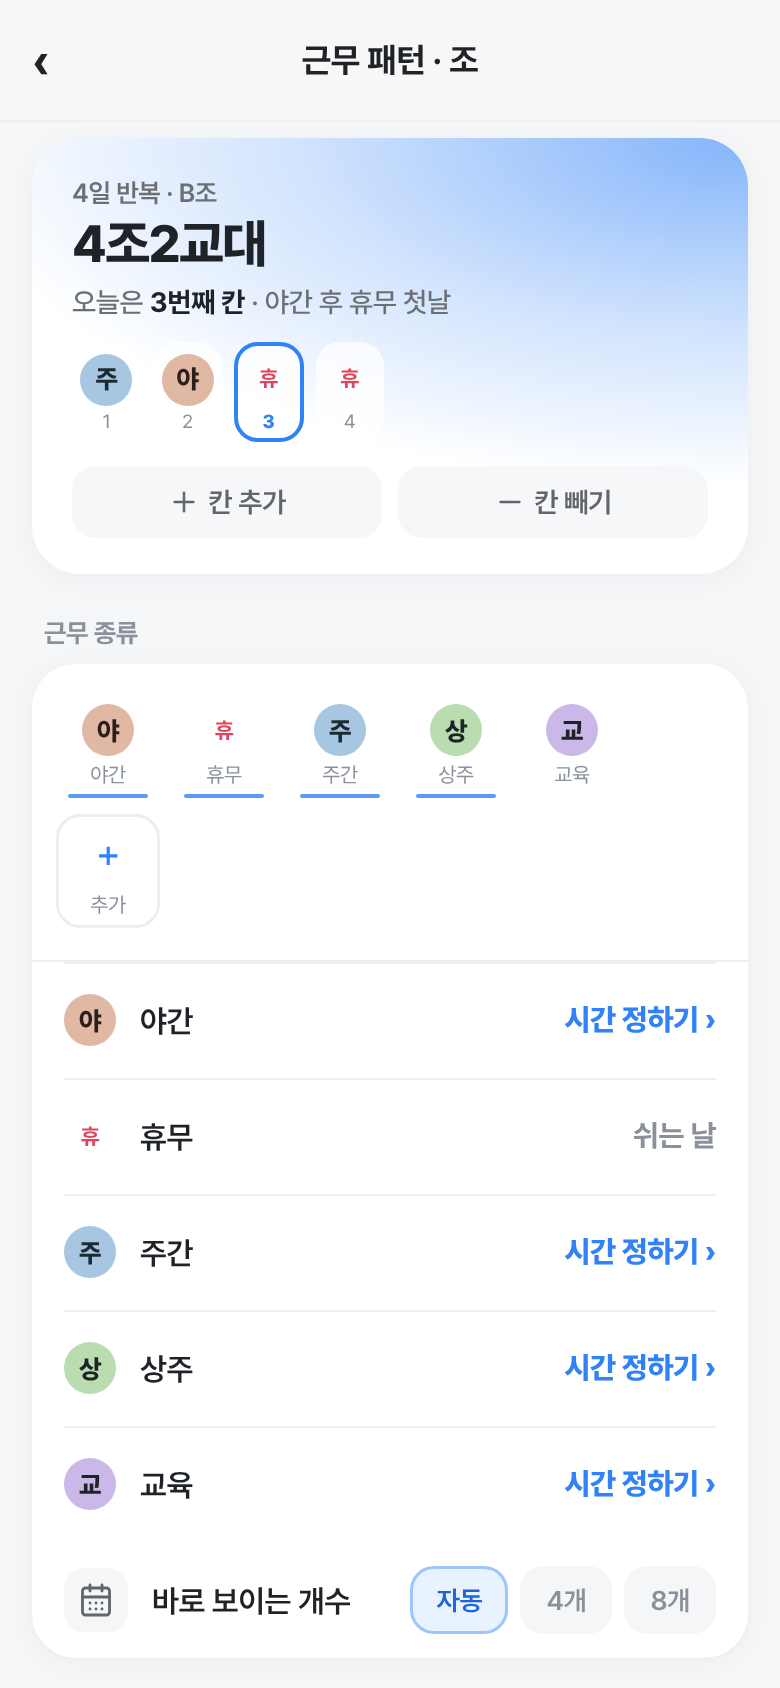 ‹ 근무 패턴 · 조
4일 반복 · B조
4조2교대
오늘은 3번째 칸 · 야간 후 휴무 첫날
주 야 휴 휴
1 2 3 4
+ 칸 추가 − 칸 빼기
근무 종류
야 휴 주 상 교
야간 휴무 주간 상주 교육
+
추가
야 야간 시간 정하기 ›
휴 휴무 쉬는 날
주 주간 시간 정하기 ›
상 상주 시간 정하기 ›
교 교육 시간 정하기 ›
바로 보이는 개수 자동 4개 8개